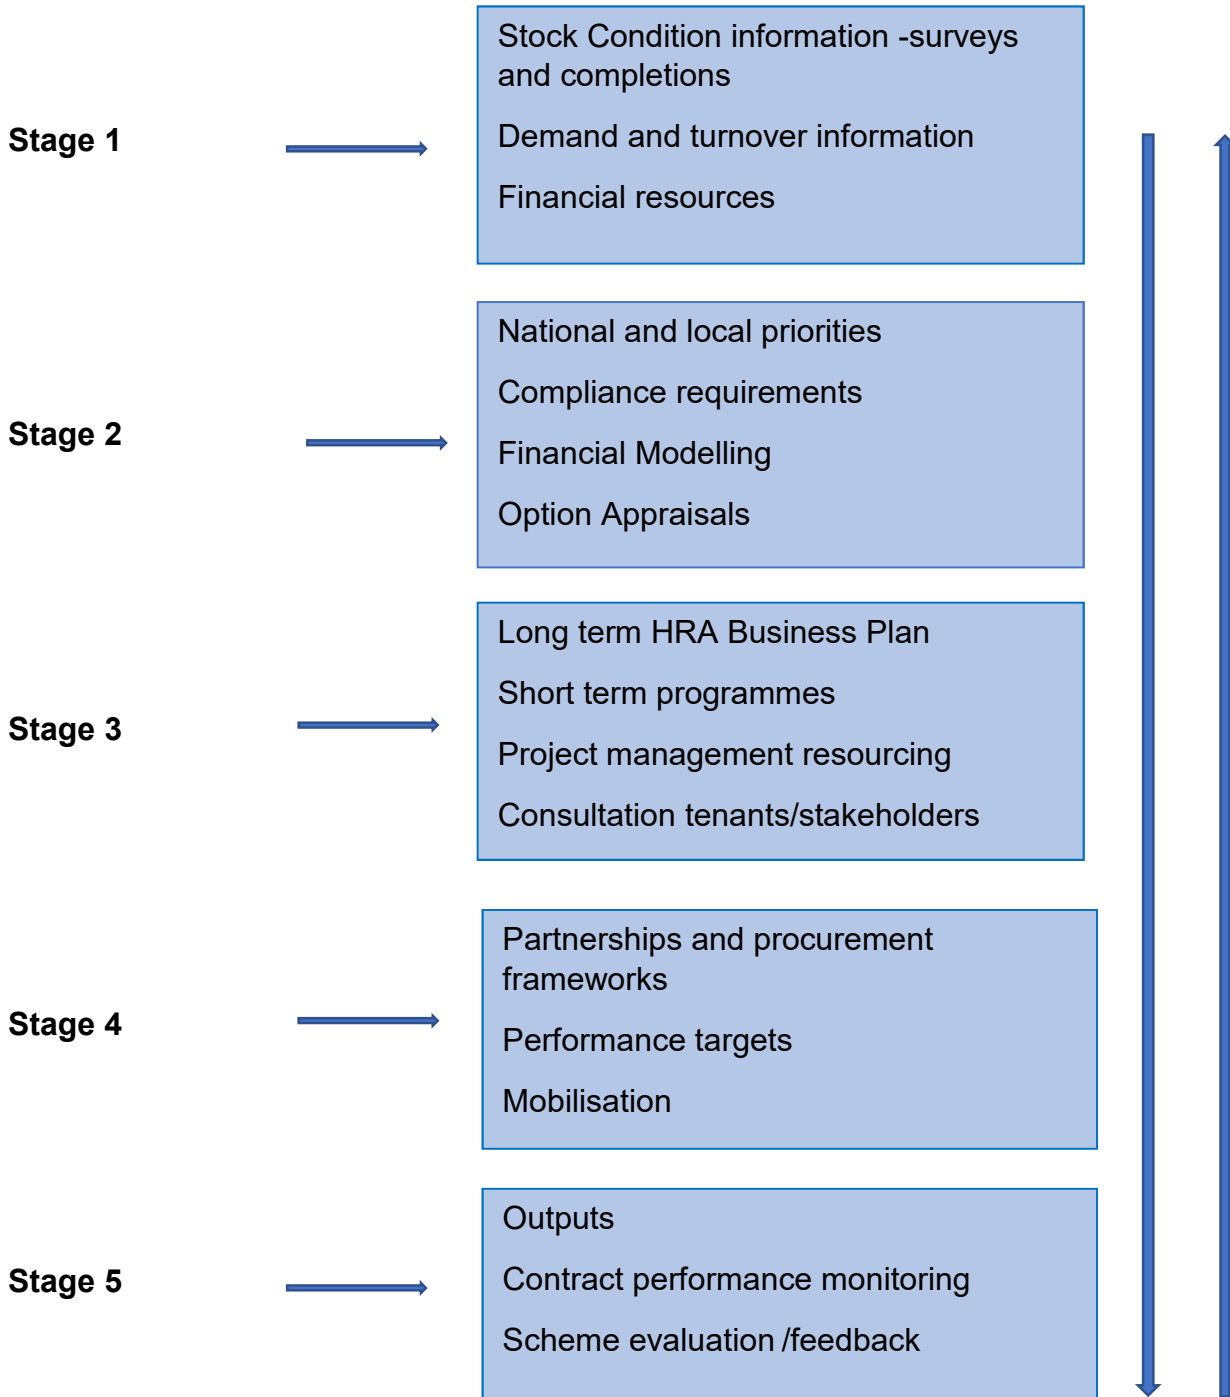 Stock Condition information -surveys
and completions
Stage 1
Demand and turnover information
Financial resources
National and local priorities
Compliance requirements
Stage 2
Financial Modelling
Option Appraisals
Long term HRA Business Plan
Short term programmes
Stage 3
Project management resourcing
Consultation tenants/stakeholders
Partnerships and procurement
frameworks
Stage 4
Performance targets
Mobilisation
Outputs
Stage 5
Contract performance monitoring
Scheme evaluation /feedback